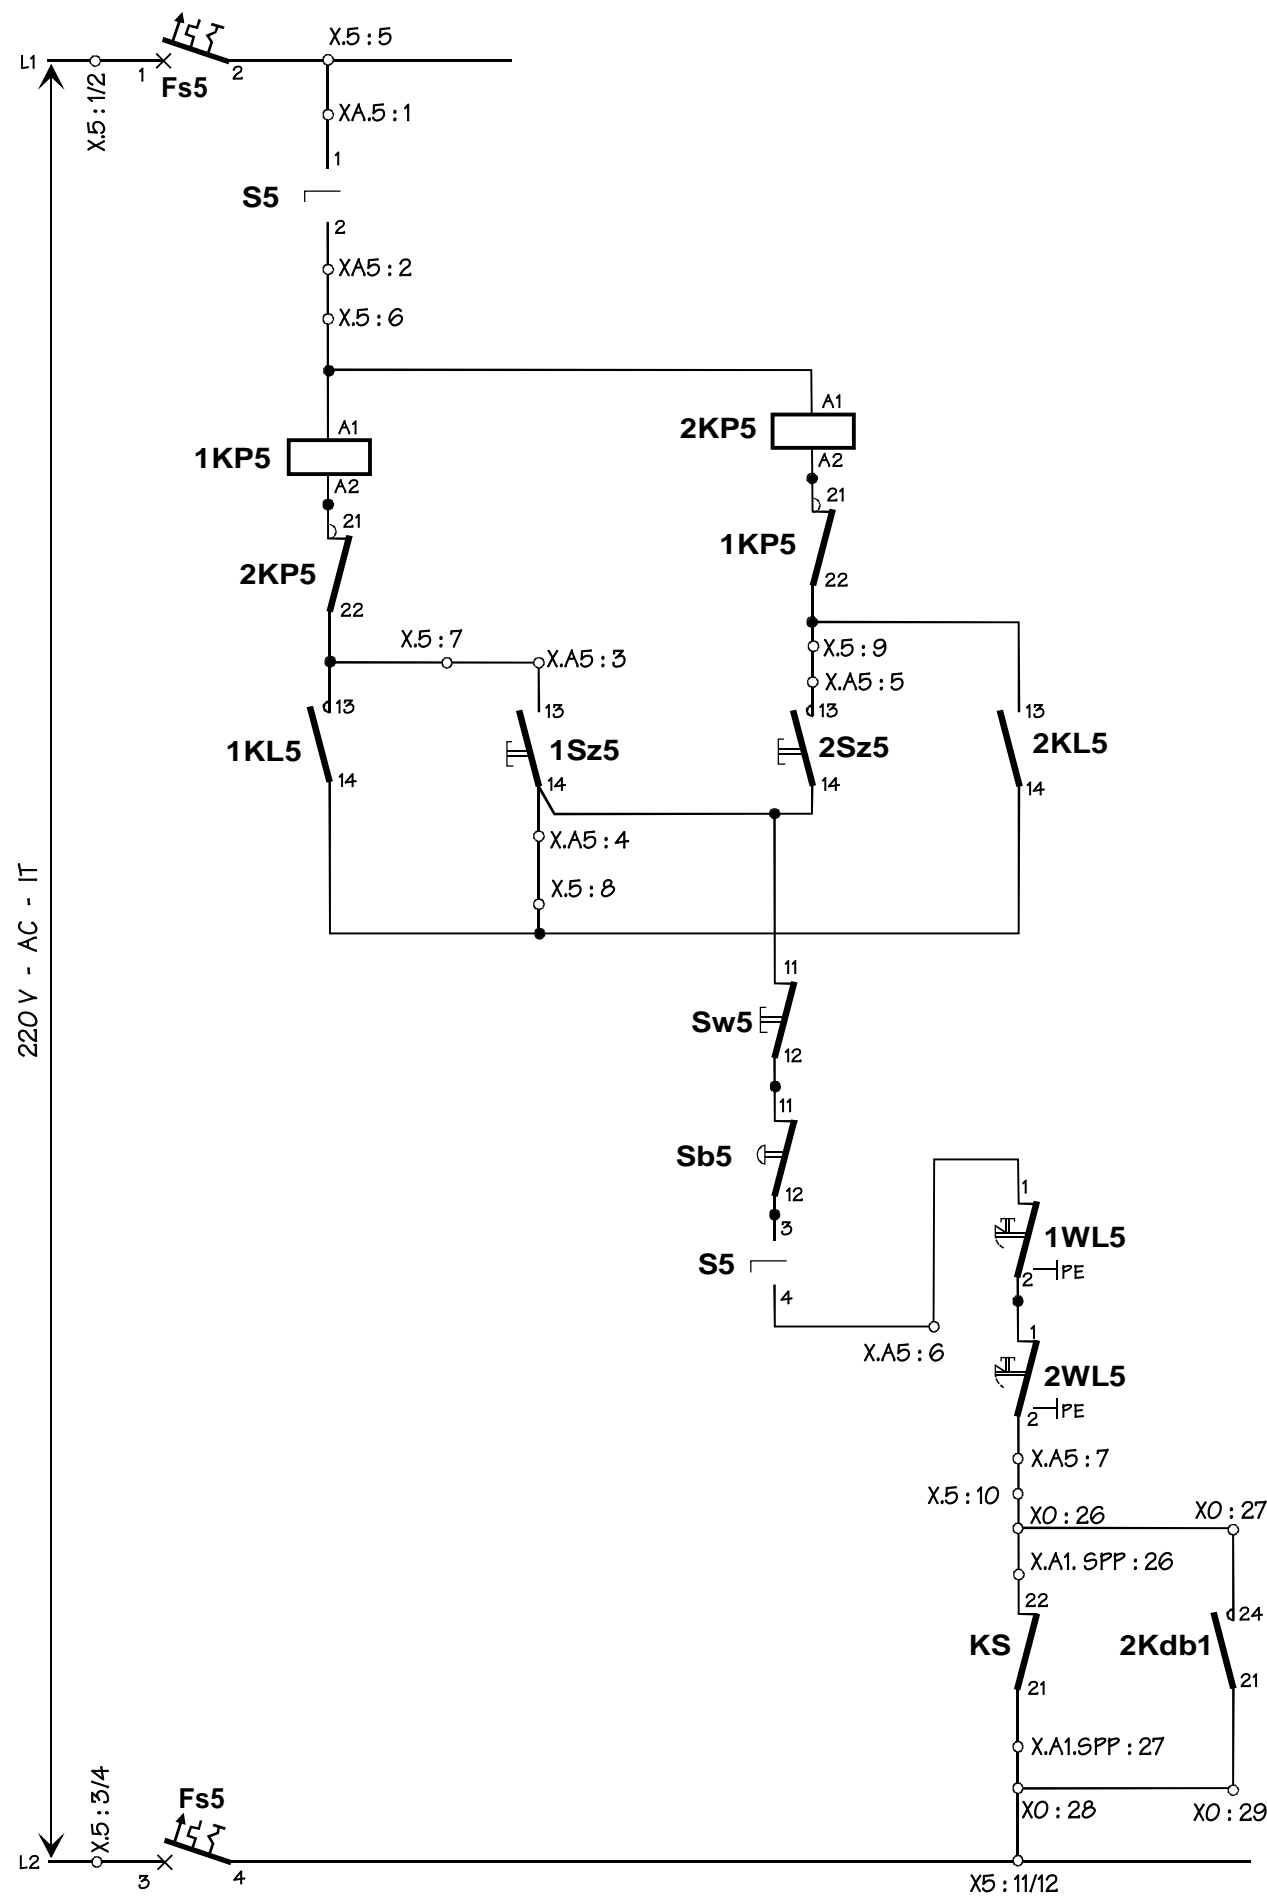 X.5 : 5
L1
1
2
Fs5
X.5 : 1/2
XA.5 : 1
1
S5
2
XA5 : 2
X.5 : 6
A1
2KP5
A1
1KP5
A2
A2
21
21
1KP5
2KP5
22
22
X.5 : 7
X.5 : 9
X.A5 : 3
X.A5 : 5
13
13
13
13
1KL5
1Sz5
2Sz5
2KL5
14
14
14
14
X.A5 : 4
X.5 : 8
220 V - AC - IT
11
Sw5
12
11
Sb5
12
3
S5
4
X.A5 : 6
1
1WL5
2
PE
1
2WL5
2
PE
X.A5 : 7
X.5 : 10
X0 : 26
X0 : 27
X.A1. SPP : 26
22
24
KS
2Kdb1
21
21
X.A1.SPP : 27
X0 : 28
X0 : 29
X.5 : 3/4
Fs5
L2
3
4
X5 : 11/12